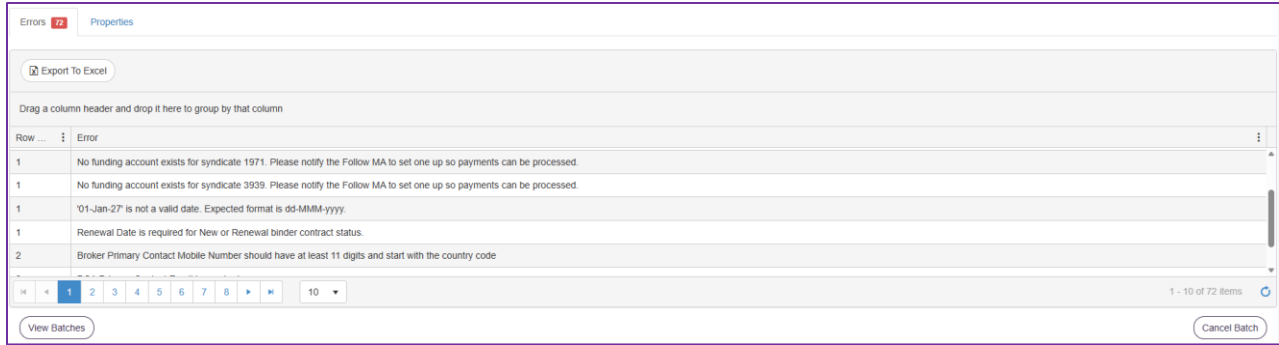 Errors 72 Properties
Export To Excel
Drag a column header and drop it here to group by that column
Row ... Error
1 No funding account exists for syndicate 1971. Please notify the Follow MA to set one up so payments can be processed.
1 No funding account exists for syndicate 3939. Please notify the Follow MA to set one up so payments can be processed.
1 '01-Jan-27' is not a valid date. Expected format is dd-MMM-yyyy.
1 Renewal Date is required for New or Renewal binder contract status.
2 Broker Primary Contact Mobile Number should have at least 11 digits and start with the country code
1 2 3 4 5 6 7 8 10 1 - 10 of 72 items
View Batches Cancel Batch